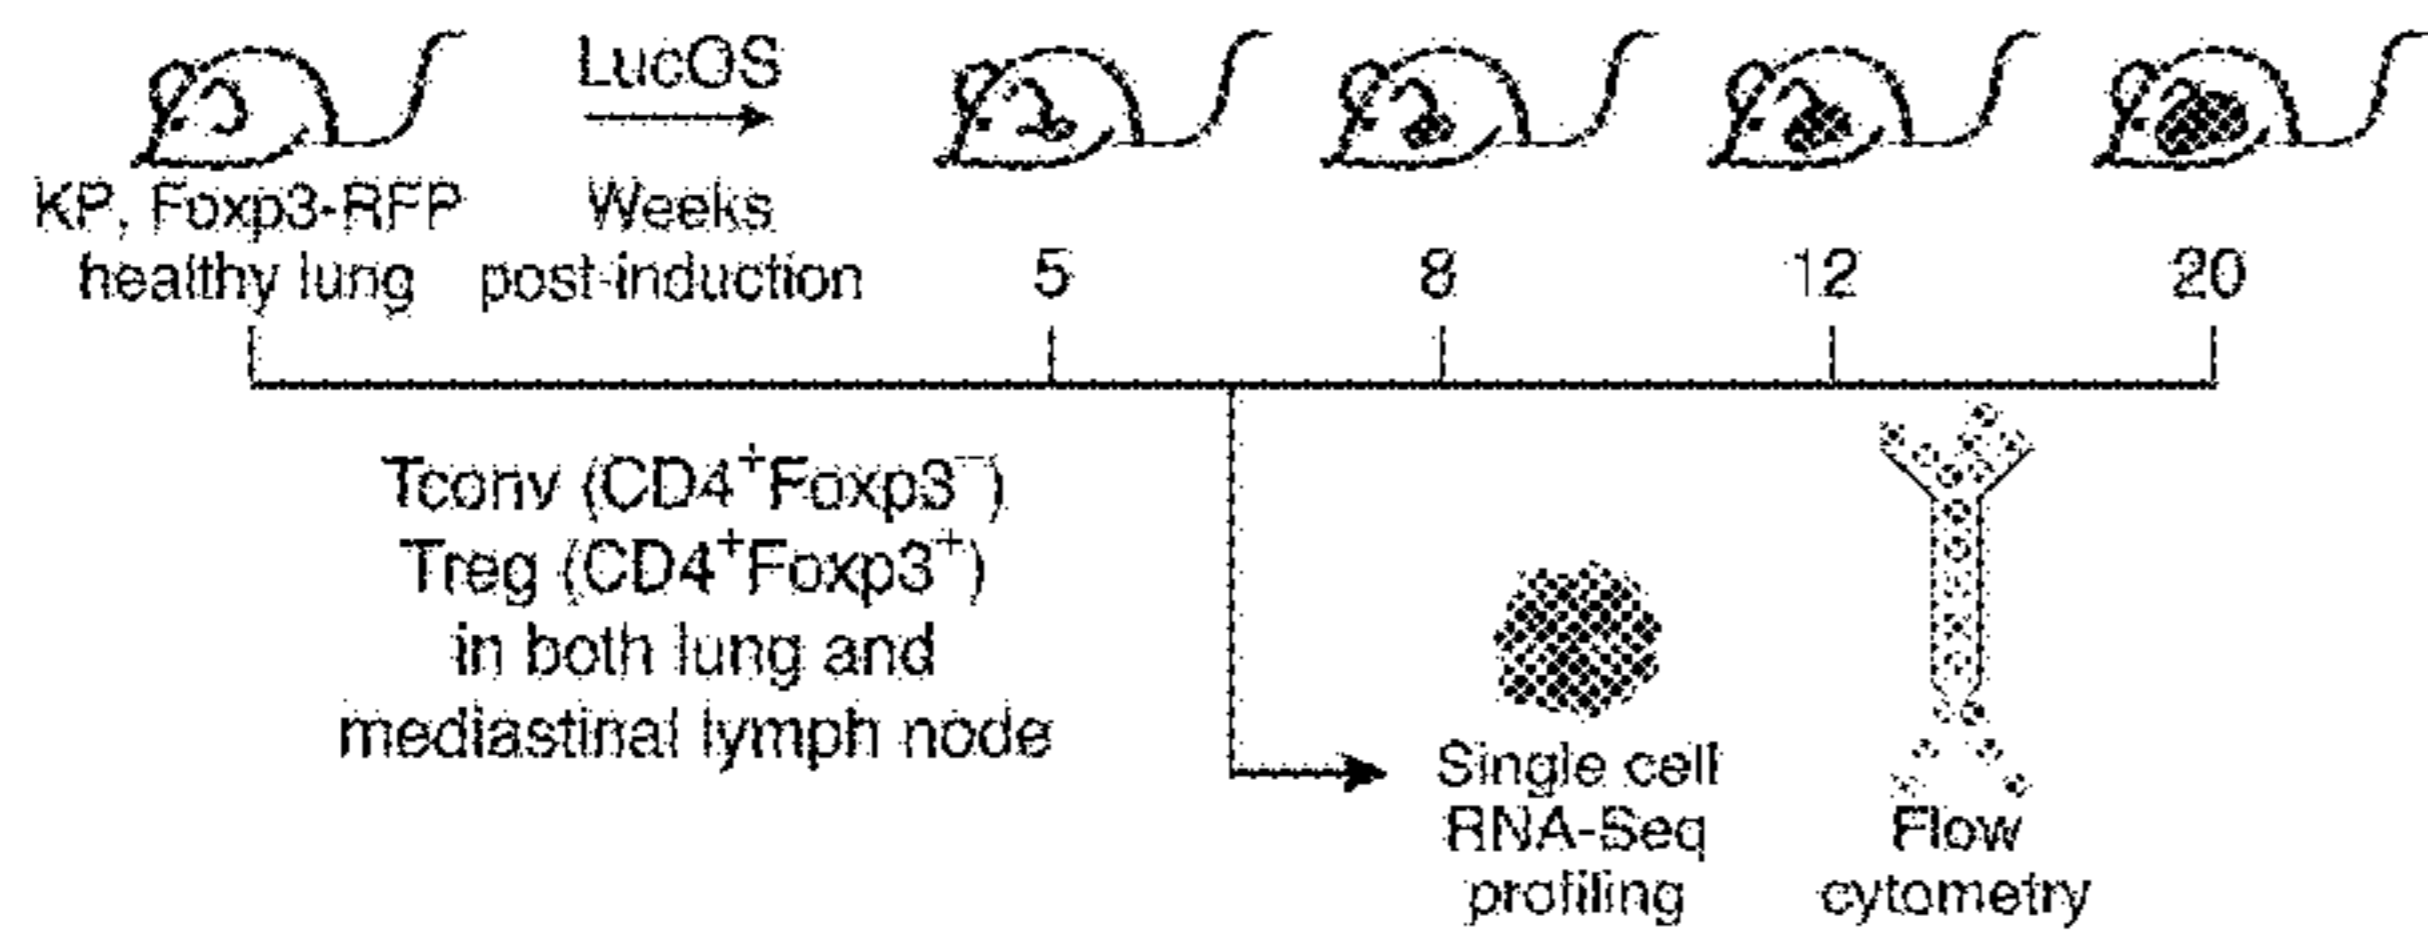 LucOS
KP, Foxp3-RFP
healthy lung
Weeks
post-induction
5
8
12
20
Tconv (CD4⁺Foxp3⁻)
Treg (CD4⁺Foxp3⁺)
in both lung and
mediastinal lymph node
Single cell
RNA-Seq
profiling
Flow
cytometry